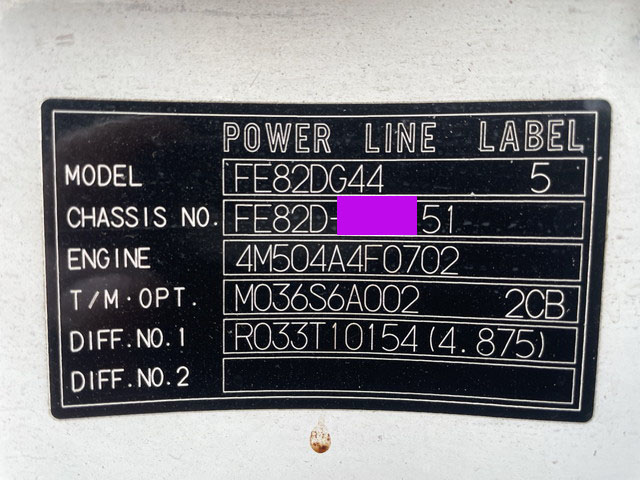 POWER LINE LABEL
MODEL FE82DG44 5
CHASSIS NO. FE82D- 51
ENGINE 4M504A4F0702
T/M·OPT. M036S6A002 2CB
DIFF.NO.1 R033T10154(4.875)
DIFF.NO.2